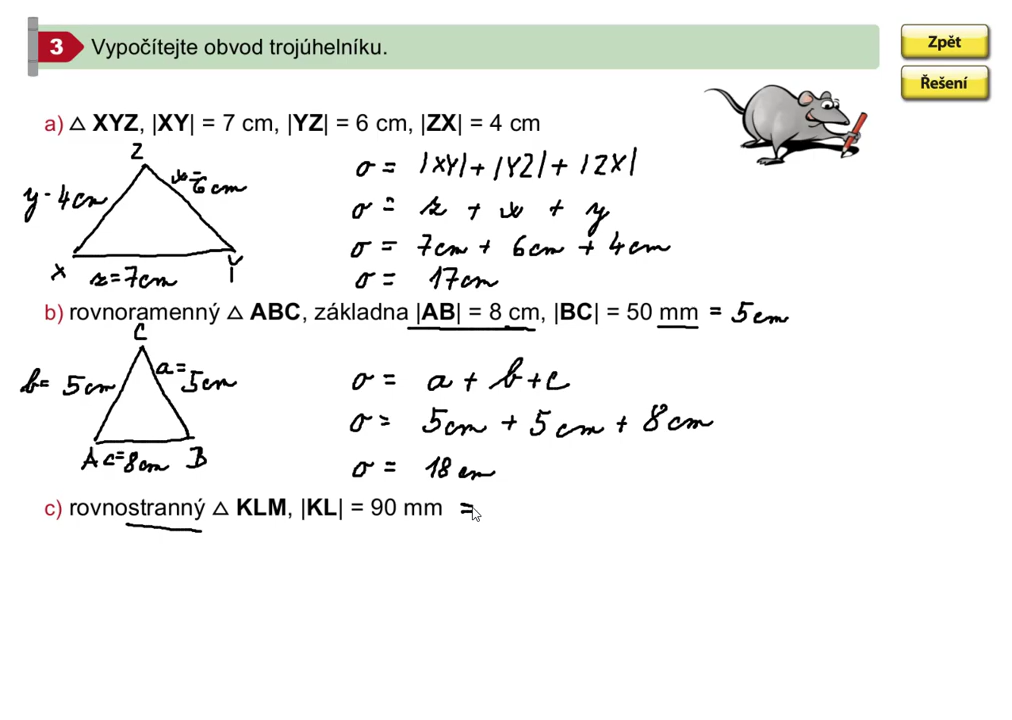 3 Vypočítejte obvod trojúhelníku.
Zpět
Řešení
a) △ XYZ, |XY| = 7 cm, |YZ| = 6 cm, |ZX| = 4 cm
Z
y - 4cm
x= 6 cm
X
Y
z=7cm
σ = |XY| + |YZ| + |ZX|
σ = z + x + y
σ = 7cm + 6cm + 4cm
σ = 17cm
b) rovnoramenný △ ABC, základna |AB| = 8 cm, |BC| = 50 mm = 5cm
C
b= 5cm
a= 5cm
A c=8cm B
σ = a + b + c
σ = 5cm + 5cm + 8cm
σ = 18cm
c) rovnostranný △ KLM, |KL| = 90 mm =